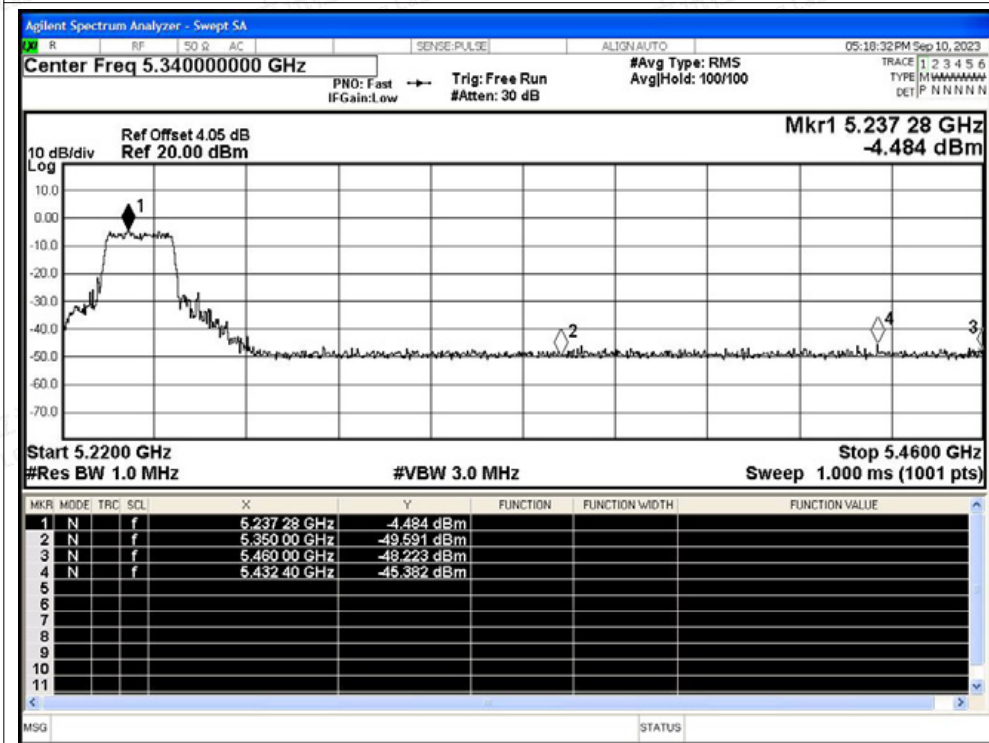 Agilent Spectrum Analyzer - Swept SA
LXI R RF 50 Ω AC SENSE:PULSE ALIGN AUTO 05:18:32 PM Sep 10, 2023
Center Freq 5.340000000 GHz
PNO: Fast
IFGain:Low
Trig: Free Run
#Atten: 30 dB
#Avg Type: RMS
Avg|Hold: 100/100
TRACE 1 2 3 4 5 6
TYPE M
DET P N N N N N
Mkr1 5.237 28 GHz
-4.484 dBm
Ref Offset 4.05 dB
10 dB/div Ref 20.00 dBm
Log
10.0
0.00
-10.0
-20.0
-30.0
-40.0
-50.0
-60.0
-70.0
1
2
4
3
Start 5.2200 GHz Stop 5.4600 GHz
#Res BW 1.0 MHz #VBW 3.0 MHz Sweep 1.000 ms (1001 pts)
MKR MODE TRC SCL X Y FUNCTION FUNCTION WIDTH FUNCTION VALUE
1 N f 5.237 28 GHz -4.484 dBm
2 N f 5.350 00 GHz -49.591 dBm
3 N f 5.460 00 GHz -48.223 dBm
4 N f 5.432 40 GHz -45.382 dBm
5
6
7
8
9
10
11
MSG STATUS